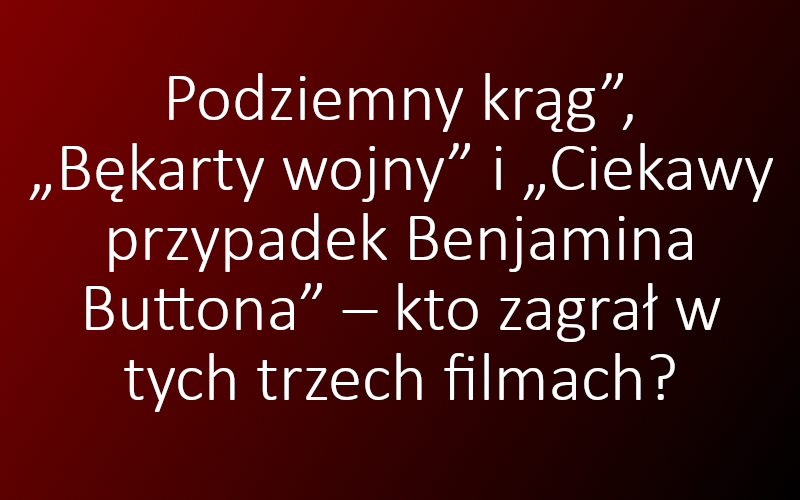 Podziemny krąg”,
„Bękarty wojny” i „Ciekawy
przypadek Benjamina
Buttona” – kto zagrał w
tych trzech filmach?